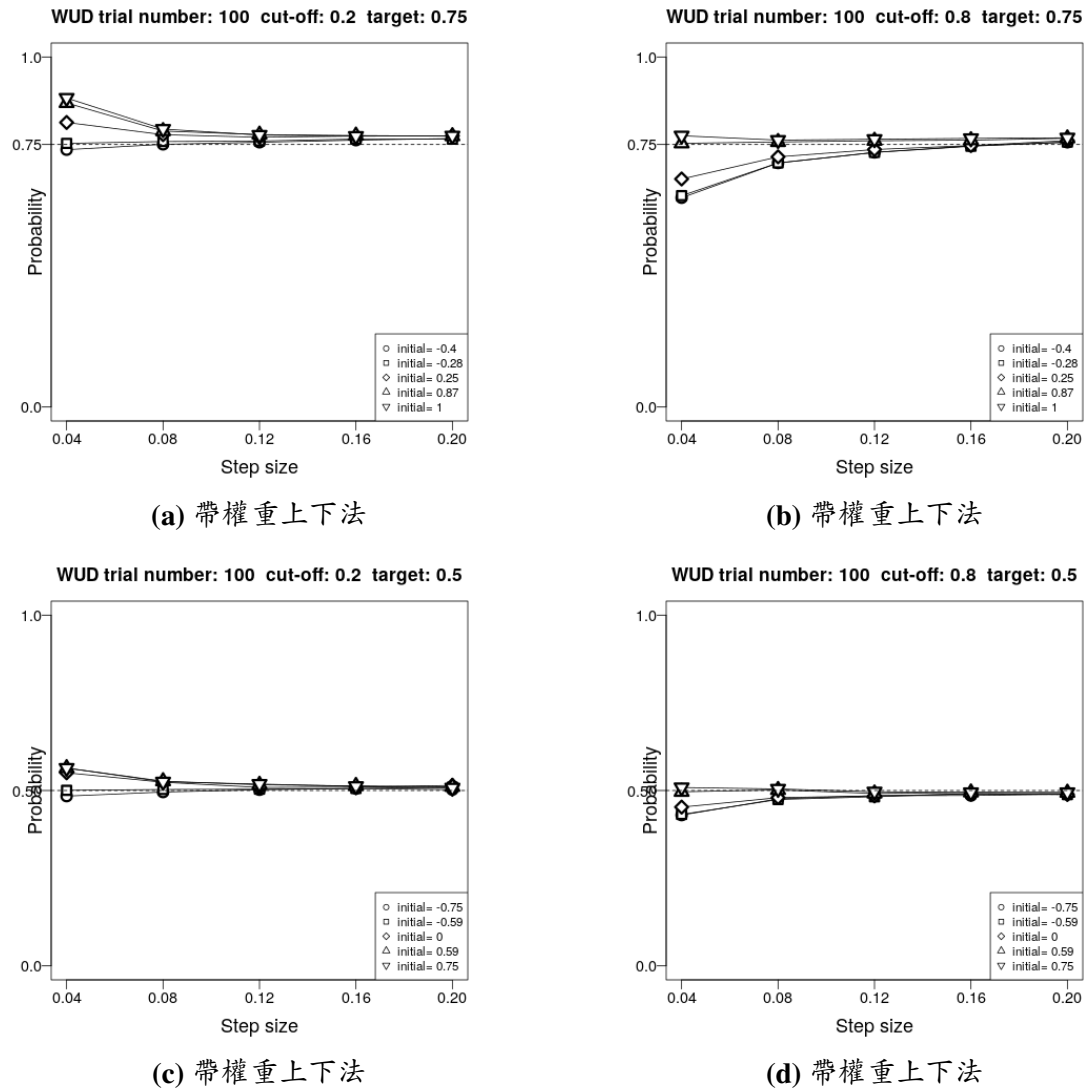 WUD trial number: 100 cut-off: 0.2 target: 0.75
1.0
0.75
0.0
Probability
initial= -0.4
initial= -0.28
initial= 0.25
initial= 0.87
initial= 1
0.04 0.08 0.12 0.16 0.20
Step size
(a) 帶權重上下法
WUD trial number: 100 cut-off: 0.8 target: 0.75
1.0
0.75
0.0
Probability
initial= -0.4
initial= -0.28
initial= 0.25
initial= 0.87
initial= 1
0.04 0.08 0.12 0.16 0.20
Step size
(b) 帶權重上下法
WUD trial number: 100 cut-off: 0.2 target: 0.5
1.0
0.5
0.0
Probability
initial= -0.75
initial= -0.59
initial= 0
initial= 0.59
initial= 0.75
0.04 0.08 0.12 0.16 0.20
Step size
(c) 帶權重上下法
WUD trial number: 100 cut-off: 0.8 target: 0.5
1.0
0.5
0.0
Probability
initial= -0.75
initial= -0.59
initial= 0
initial= 0.59
initial= 0.75
0.04 0.08 0.12 0.16 0.20
Step size
(d) 帶權重上下法